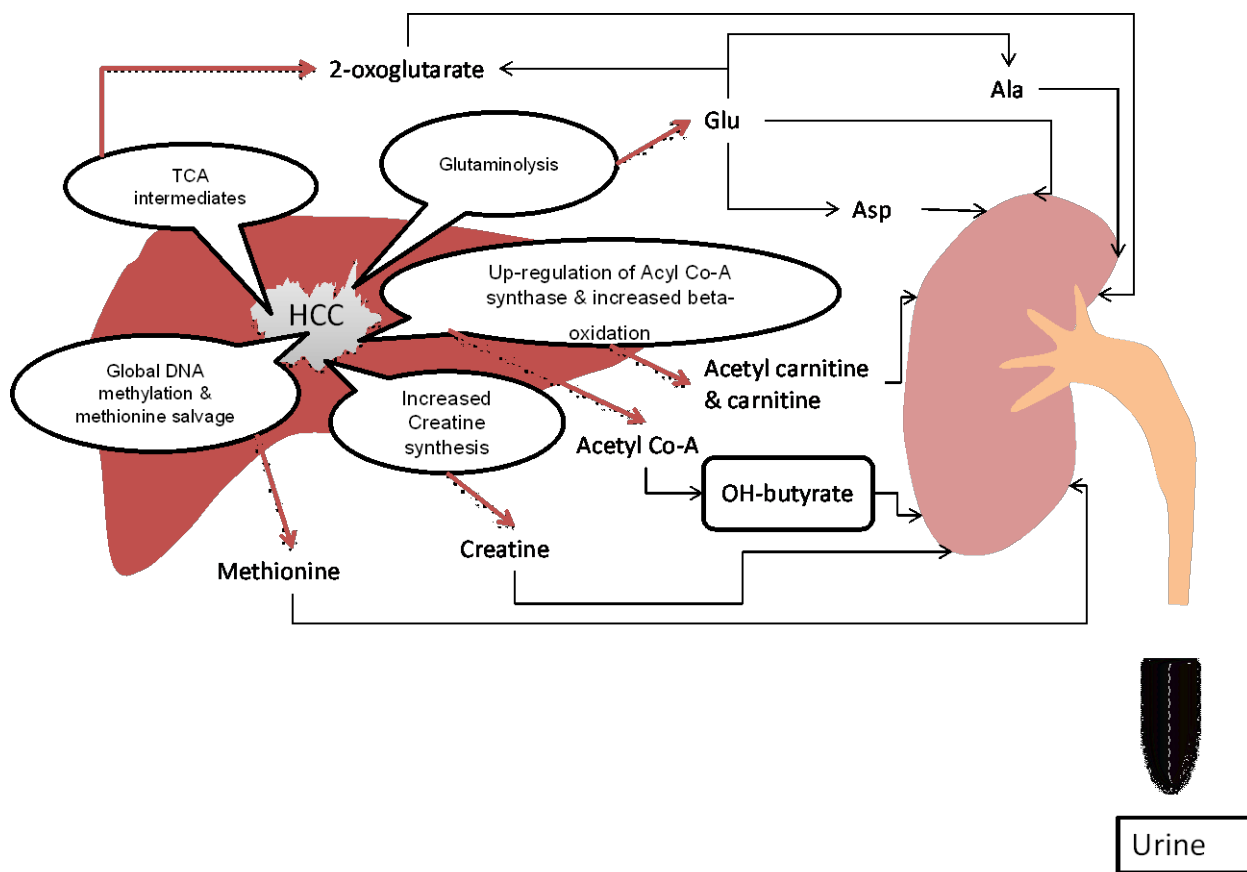 2-oxoglutarate
Ala
Glu
Glutaminolysis
TCA
intermediates
Asp
Up-regulation of Acyl Co-A
synthase & increased beta-
oxidation
HCC
Global DNA
methylation &
methionine salvage
Increased
Creatine
synthesis
Acetyl carnitine
& carnitine
Acetyl Co-A
OH-butyrate
Creatine
Methionine
Urine